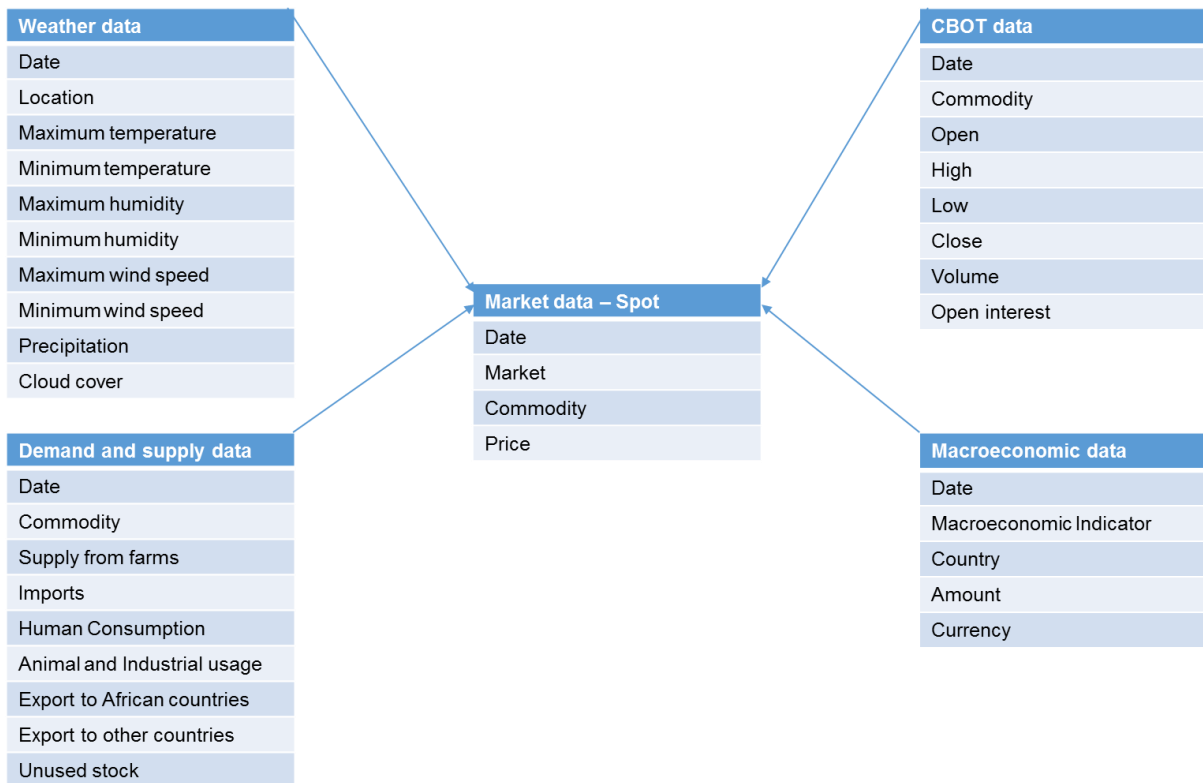 Weather data
Date
Location
Maximum temperature
Minimum temperature
Maximum humidity
Minimum humidity
Maximum wind speed
Minimum wind speed
Precipitation
Cloud cover
CBOT data
Date
Commodity
Open
High
Low
Close
Volume
Open interest
Market data – Spot
Date
Market
Commodity
Price
Demand and supply data
Date
Commodity
Supply from farms
Imports
Human Consumption
Animal and Industrial usage
Export to African countries
Export to other countries
Unused stock
Macroeconomic data
Date
Macroeconomic Indicator
Country
Amount
Currency